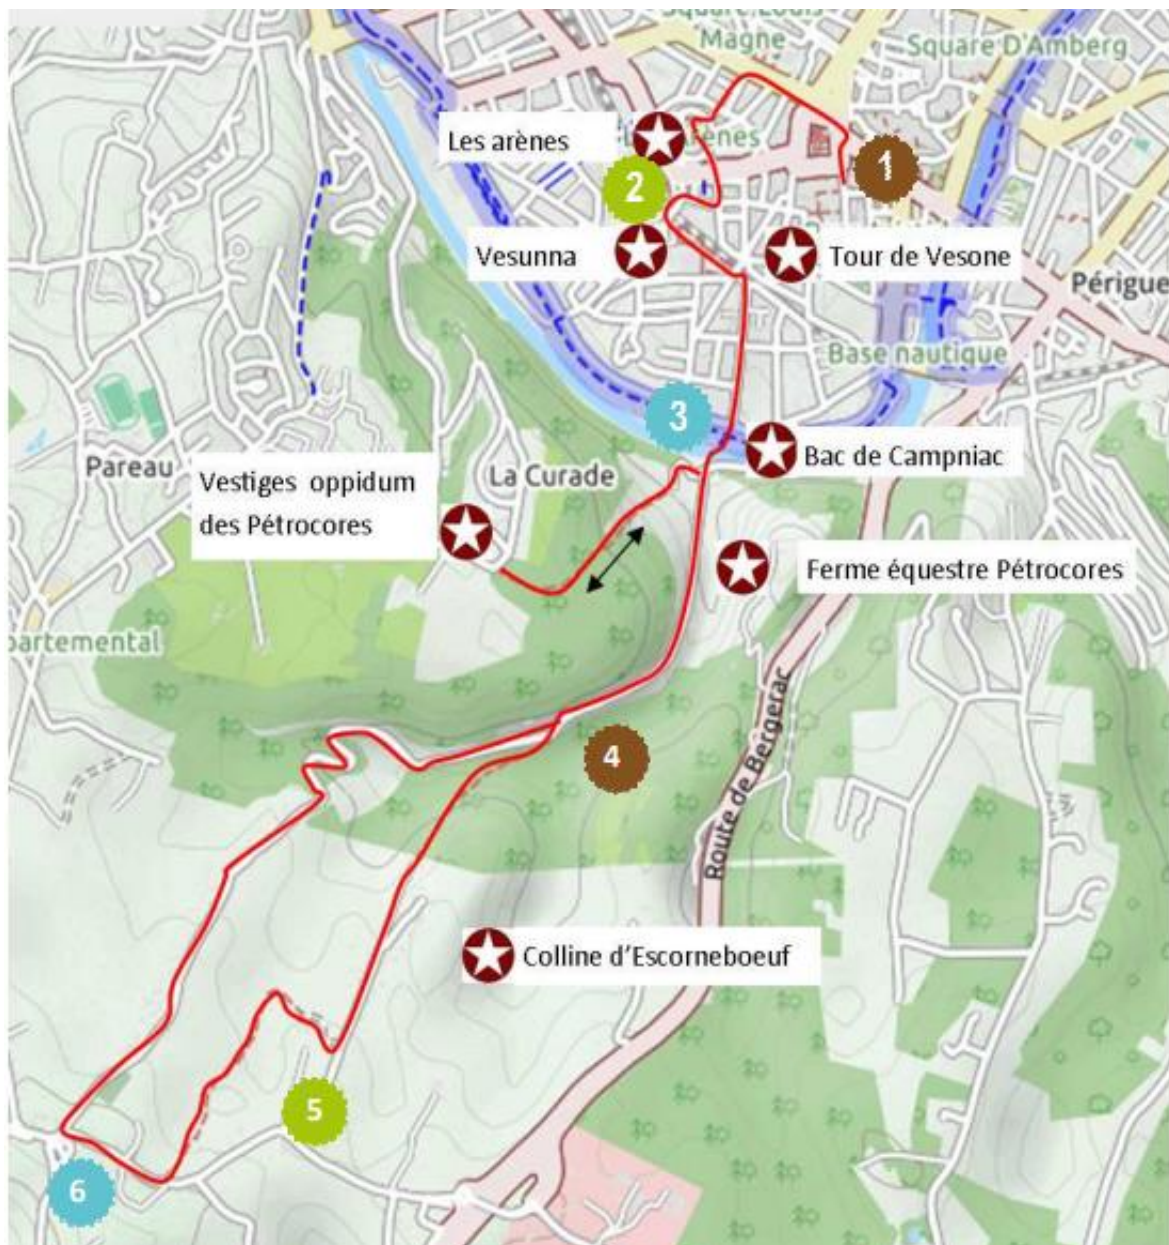 Square Louis
Magne
Square D'Amberg
Les arènes
1
2
Vesunna
Tour de Vesone
Périgue
Base nautique
3
Pareau
Vestiges oppidum
des Pétrocores
La Curade
Bac de Campniac
Ferme équestre Pétrocores
partemental
Route de Bergerac
4
Colline d'Escorneboeuf
5
6